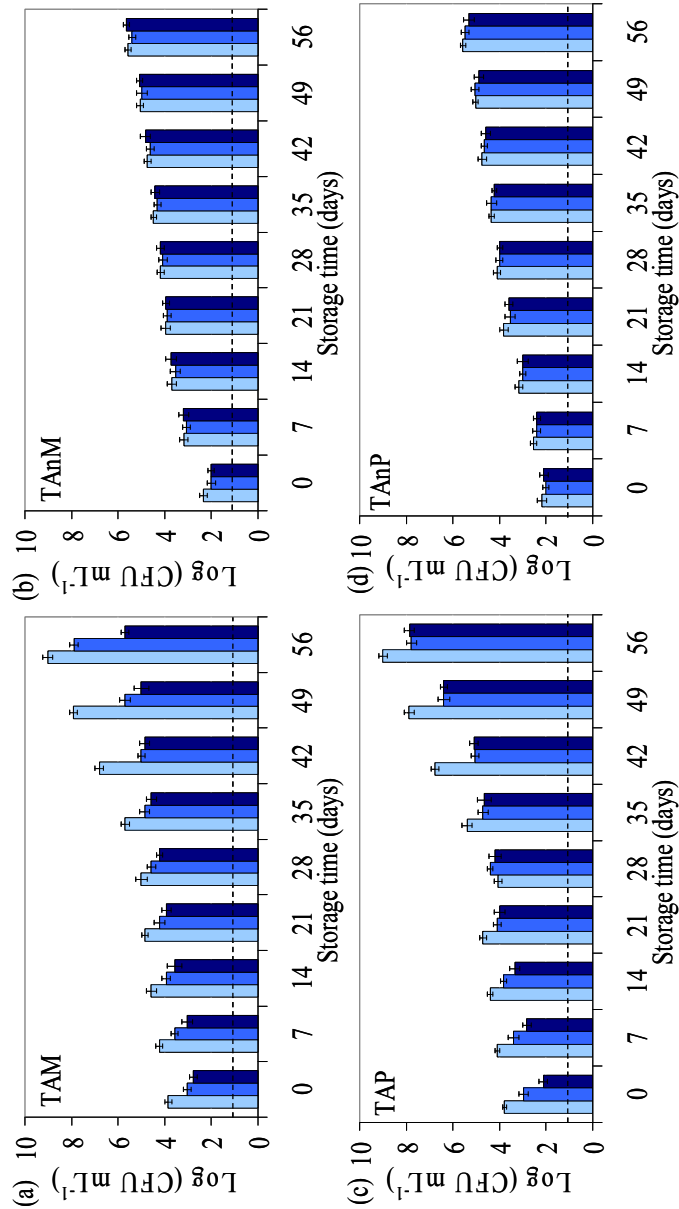 (a)
TAM
10
8
6
4
2
0
Log (CFU mL⁻¹)
0 7 14 21 28 35 42 49 56
Storage time (days)
(b)
TAnM
10
8
6
4
2
0
Log (CFU mL⁻¹)
0 7 14 21 28 35 42 49 56
Storage time (days)
(c)
TAP
10
8
6
4
2
0
Log (CFU mL⁻¹)
0 7 14 21 28 35 42 49 56
Storage time (days)
(d)
TAnP
10
8
6
4
2
0
Log (CFU mL⁻¹)
0 7 14 21 28 35 42 49 56
Storage time (days)